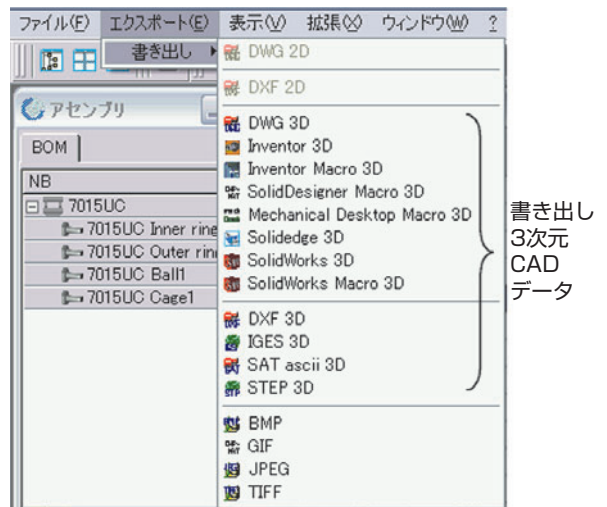 ファイル(F) エクスポート(E) 表示(V) 拡張(X) ウィンドウ(W) ?
書き出し
アセンブリ
BOM
NB
7015UC
7015UC Inner ring
7015UC Outer rin
7015UC Ball1
7015UC Cage1
DWG 2D
DXF 2D
DWG 3D
Inventor 3D
Inventor Macro 3D
SolidDesigner Macro 3D
Mechanical Desktop Macro 3D
Solidedge 3D
SolidWorks 3D
SolidWorks Macro 3D
DXF 3D
IGES 3D
SAT ascii 3D
STEP 3D
BMP
GIF
JPEG
TIFF
書き出し
3次元
CAD
データ